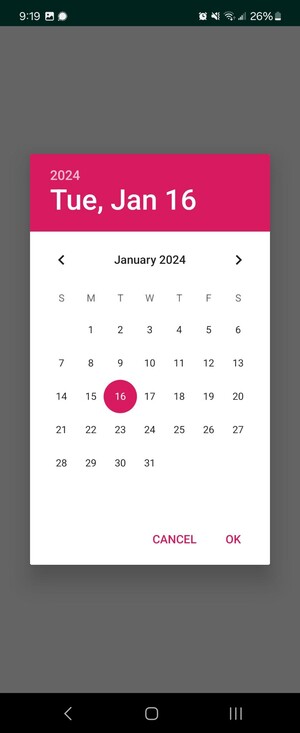 9:19 26%
2024
Tue, Jan 16
January 2024
S M T W T F S
1 2 3 4 5 6
7 8 9 10 11 12 13
14 15 16 17 18 19 20
21 22 23 24 25 26 27
28 29 30 31
CANCEL OK